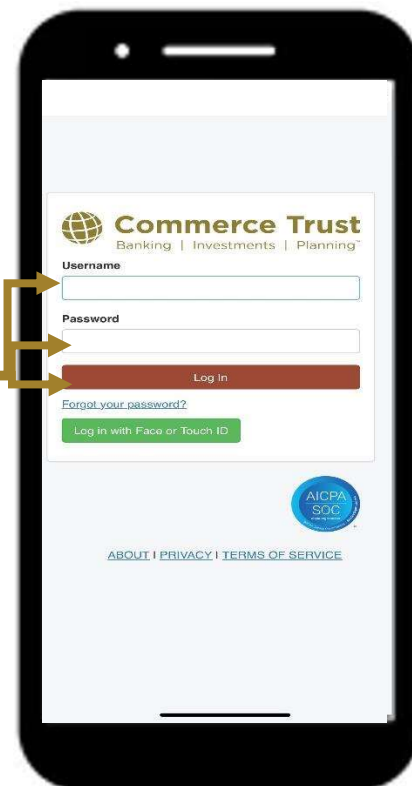 Commerce Trust
Banking | Investments | Planning
Username
Password
Log In
Forgot your password?
Log in with Face or Touch ID
AICPA
SOC
ABOUT | PRIVACY | TERMS OF SERVICE